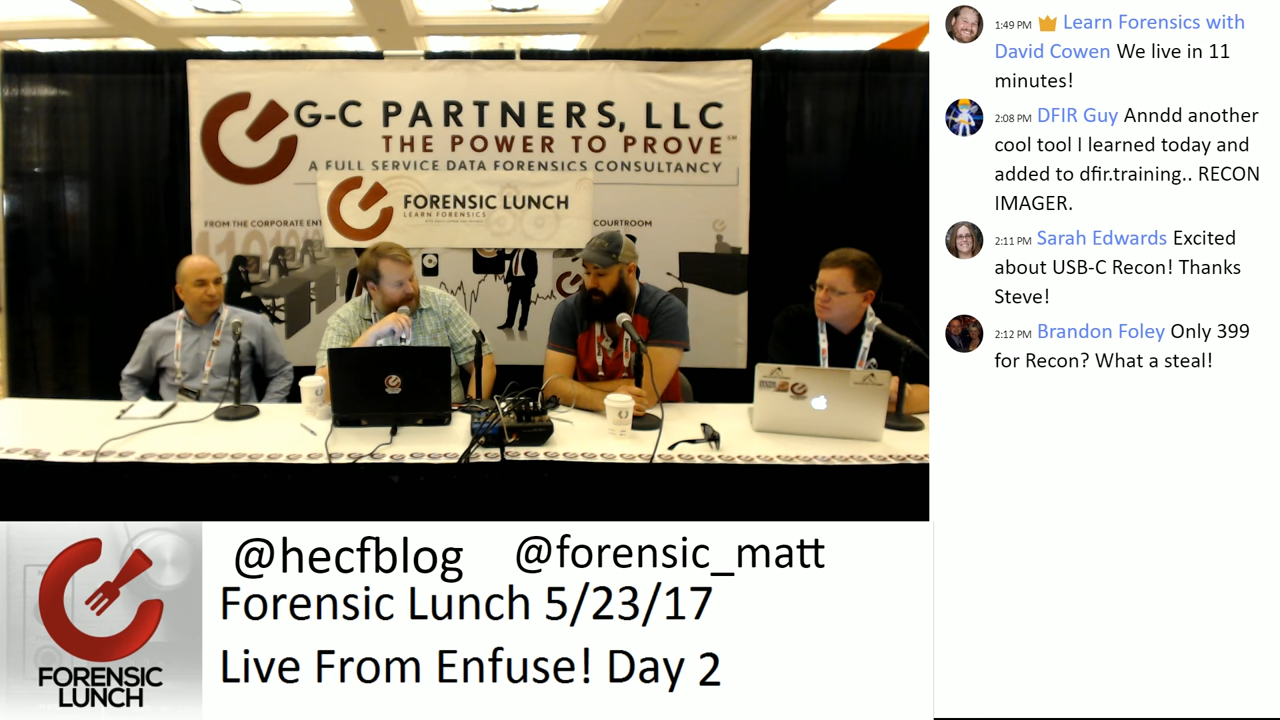 G-C PARTNERS, LLC
THE POWER TO PROVE
A FULL SERVICE DATA FORENSICS CONSULTANCY
FORENSIC LUNCH
LEARN FORENSICS
FROM THE CORPORATE ENT
COURTROOM
@hecfblog @forensic_matt
Forensic Lunch 5/23/17
Live From Enfuse! Day 2
FORENSIC
LUNCH
1:49 PM Learn Forensics with
David Cowen We live in 11
minutes!
2:08 PM DFIR Guy Anndd another
cool tool I learned today and
added to dfir.training.. RECON
IMAGER.
2:11 PM Sarah Edwards Excited
about USB-C Recon! Thanks
Steve!
2:12 PM Brandon Foley Only 399
for Recon? What a steal!